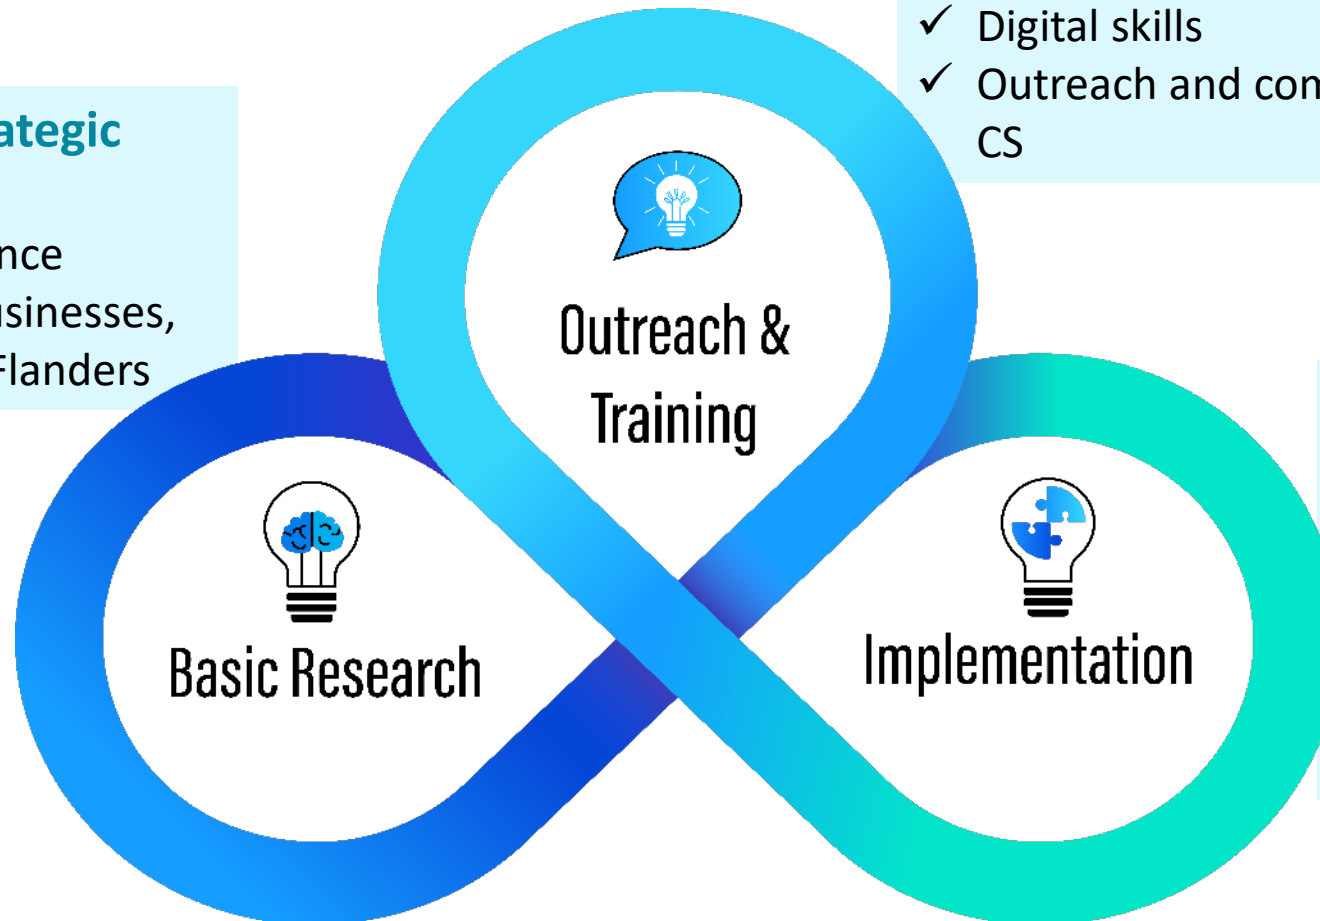 ✓ Digital skills
✓ Outreach and com
CS
ategic
nce
usinesses,
Flanders
Outreach &
Training
Basic Research
Implementation